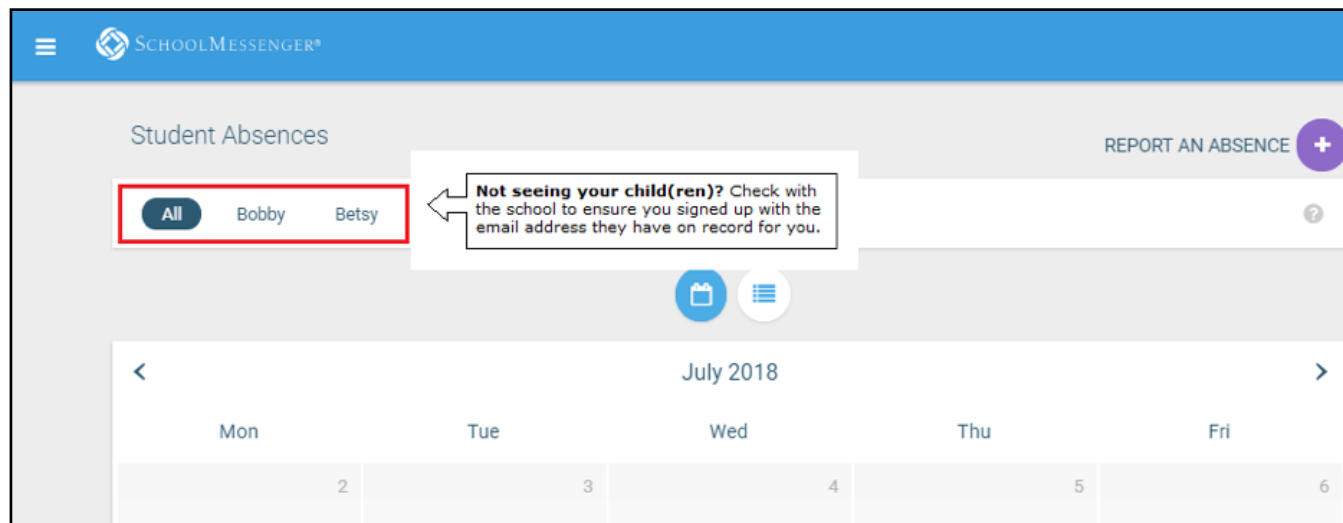 SCHOOLMESSENGER®
Student Absences
REPORT AN ABSENCE +
All Bobby Betsy
Not seeing your child(ren)? Check with
the school to ensure you signed up with the
email address they have on record for you.
?
< July 2018 >
Mon Tue Wed Thu Fri
2 3 4 5 6